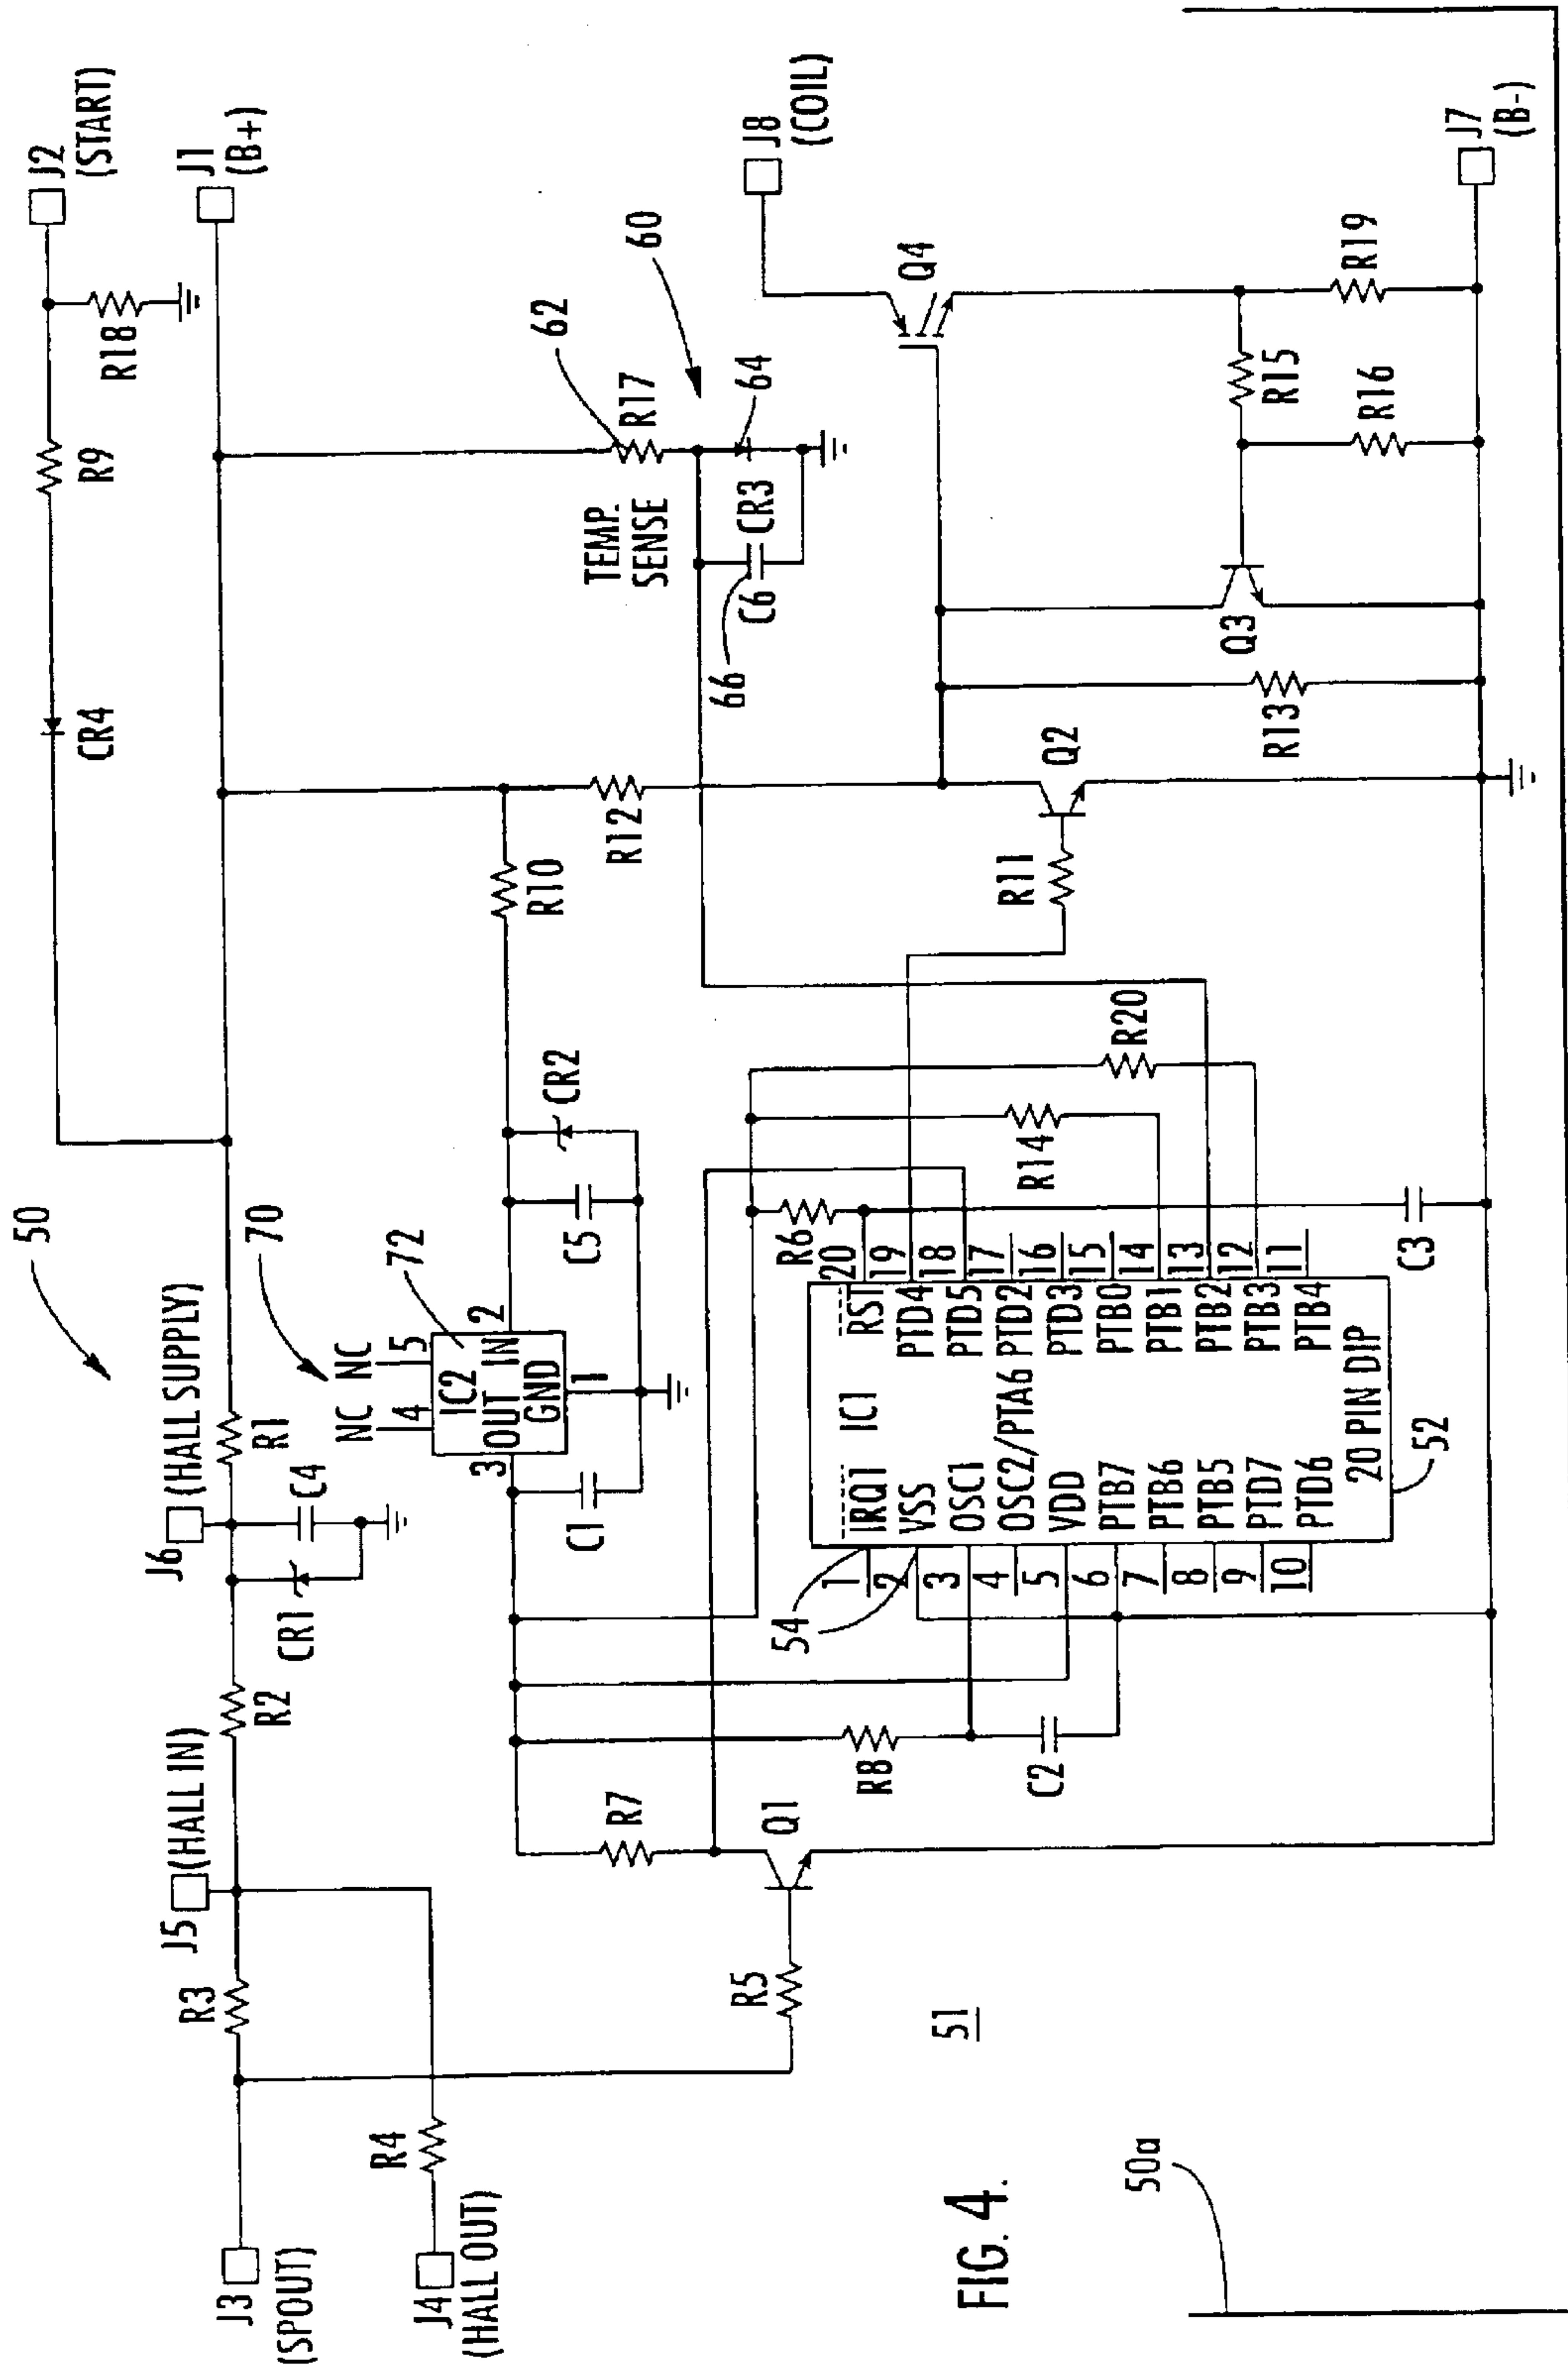 50
J2
(START)
J1
(B+)
R18
R9
CR4
J6
(HALL SUPPLY)
R1
C4
CR1
R2
J5
(HALL IN)
R3
J3
(SPOUT)
R4
J4
(HALL OUT)
70
NC
NC
4
5
72
IC2
3
OUT
IN
2
GND
1
C1
C5
CR2
R10
R12
62
R17
60
TEMP.
SENSE
64
CR3
C6
66
J8
(COIL)
Q4
R7
Q1
R5
R8
C2
54
R6
R14
R20
R11
Q2
R13
Q3
R15
R16
R19
J7
(B-)
C3
1
IRQ1
IC1
RST
20
2
VSS
PTD4
19
3
OSC1
PTD5
18
4
OSC2/PTA6
PTD2
17
5
VDD
PTD3
16
6
PTB7
PTB0
15
7
PTB6
PTB1
14
8
PTB5
PTB2
13
9
PTD7
PTB3
12
10
PTD6
PTB4
11
20 PIN DIP
52
51
FIG. 4.
50a